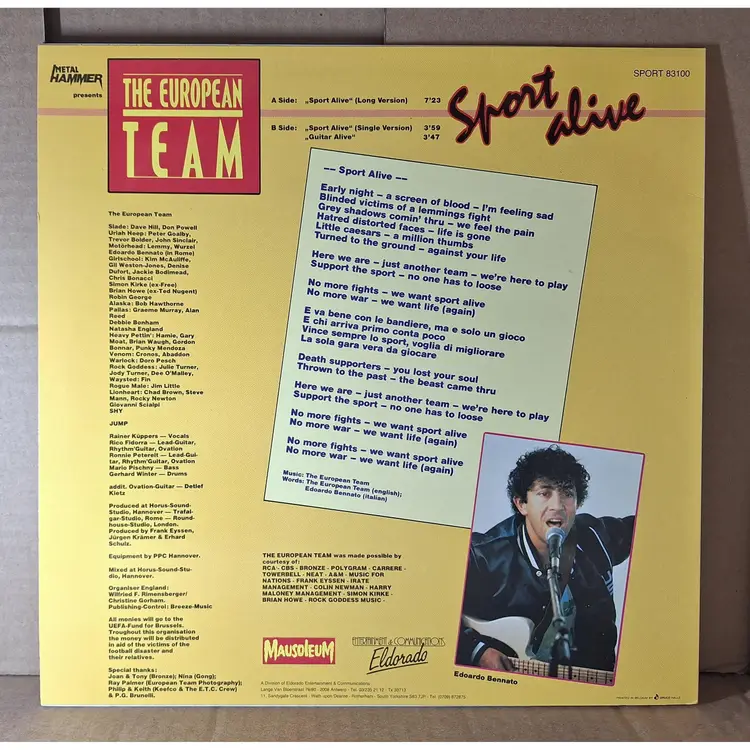 METAL
HAMMER
presents
THE EUROPEAN
TEAM
A Side: „Sport Alive" (Long Version) 7'23
B Side: „Sport Alive" (Single Version) 3'59
„Guitar Alive" 3'47
Sport
alive
SPORT 83100
–– Sport Alive ––
Early night – a screen of blood – I'm feeling sad
Blinded victims of a lemmings fight
Grey shadows comin' thru – we feel the pain
Hatred distorted faces – life is gone
Little caesars – a million thumbs
Turned to the ground – against your life
Here we are – just another team – we're here to play
Support the sport – no one has to loose
No more fights – we want sport alive
No more war – we want life (again)
E va bene con le bandiere, ma e solo un gioco
E chi arriva primo conta poco
Vince sempre lo sport, voglia di migliorare
La sola gara vera da giocare
Death supporters – you lost your soul
Thrown to the past – the beast came thru
Here we are – just another team – we're here to play
Support the sport – no one has to loose
No more fights – we want sport alive
No more war – we want life (again)
No more fights – we want sport alive
No more war – we want life (again)
Music: The European Team
Words: The European Team (english);
Edoardo Bennato (italian)
The European Team
Slade: Dave Hill, Don Powell
Uriah Heep: Peter Goalby,
Trevor Bolder, John Sinclair,
Motörhead: Lemmy, Wurzel
Edoardo Bennato (in Rome)
Girlschool: Kim McAuliffe,
Gil Weston-Jones, Denise
Dufort, Jackie Bodimead,
Chris Bonacci
Simon Kirke (ex-Free)
Brian Howe (ex-Ted Nugent)
Robin George
Alaska: Bob Hawthorne
Pallas: Graeme Murray, Alan
Reed
Debbie Bonham
Natasha England
Heavy Pettin': Hamie, Gary
Moat, Brian Waugh, Gordon
Bonnar, Punky Mendoza
Venom: Cronos, Abaddon
Warlock: Doro Pesch
Rock Goddess: Julie Turner,
Jody Turner, Dee O'Malley,
Waysted: Fin
Rogue Male: Jim Little
Lionheart: Chad Brown, Steve
Mann, Rocky Newton
Giovanni Scialpi
SHY
JUMP
Rainer Küppers — Vocals
Rico Fidorra — Lead-Guitar,
Rhythm'Guitar, Ovation
Ronnie Petereit — Lead-Gui-
tar, Rhythm'Guitar, Ovation
Mario Pischny — Bass
Gerhard Winter — Drums
addit. Ovation-Guitar — Detlef
Kietz
Produced at Horus-Sound-
Studio, Hannover — Trafal-
gar-Studio, Rome — Round-
house-Studio, London.
Produced by Frank Eyssen,
Jürgen Krämer & Erhard
Schulz.
Equipment by PPC Hannover.
Mixed at Horus-Sound-Stu-
dio, Hannover.
Organiser England:
Wilfried F. Rimensberger/
Christine Gorham.
Publishing-Control: Breeze-Music
All menies will go to the
UEFA-Fund for Brussels.
Troughout this organisation
the money will be distributed
in aid of the victims of the
football disaster and
their relatives.
Special thanks:
Joan & Tony (Bronze); Nina (Gong);
Ray Palmer (European Team Photography);
Philip & Keith (Keefco & The E.T.C. Crew)
& P.G. Brunelli.
THE EUROPEAN TEAM was made possible by
courtesy of:
RCA - CBS - BRONZE - POLYGRAM - CARRERE -
TOWERBELL - NEAT - A&M - MUSIC FOR
NATIONS - FRANK EYSSEN - IRATE
MANAGEMENT - COLIN NEWMAN - HARRY
MALONEY MANAGEMENT - SIMON KIRKE -
BRIAN HOWE - ROCK GODDESS MUSIC -
MAUSOLEUM
ENTERTAINMENT & COMMUNICATIONS
Eldorado
A Division of Eldorado Entertainment & Communications.
Edoardo Bennato